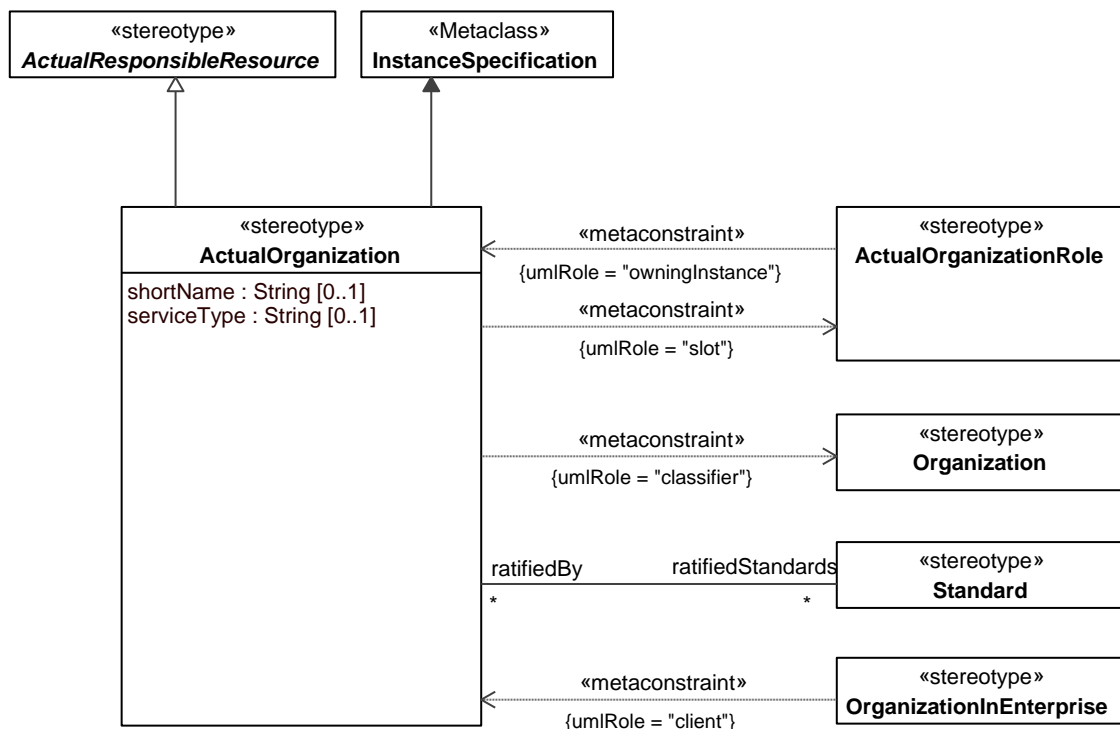 «stereotype»
ActualResponsibleResource
«Metaclass»
InstanceSpecification
«stereotype»
ActualOrganization
shortName : String [0..1]
serviceType : String [0..1]
«metaconstraint»
{umlRole = "owningInstance"}
«metaconstraint»
{umlRole = "slot"}
«stereotype»
ActualOrganizationRole
«metaconstraint»
{umlRole = "classifier"}
«stereotype»
Organization
ratifiedBy
ratifiedStandards
*
*
«stereotype»
Standard
«metaconstraint»
{umlRole = "client"}
«stereotype»
OrganizationInEnterprise